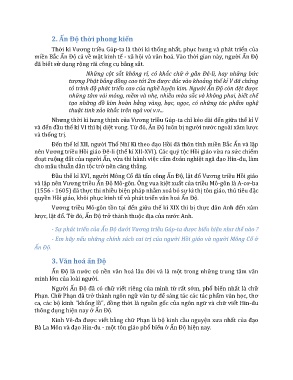 2. Ấn Độ thời phong kiến
Thời kì Vương triều Gúp-ta là thời kì thống nhất, phục hưng và phát triển của
miền Bắc Ấn Độ cả về mặt kinh tế - xã hội và văn hoá. Vào thời gian này, người Ấn Độ
đã biết sử dụng rộng rãi công cụ bằng sắt.
Những cột sắt không rỉ, có khắc chữ ở gần Đê-li, hay những bức
tượng Phật bằng đồng cao tới 2m được đúc vào khoảng thế kỉ V đã chứng
tỏ trình độ phát triển cao của nghề luyện kim. Người Ấn Độ còn dệt được
những tấm vải mỏng, mềm và nhẹ, nhiều màu sắc và không phai, biết chế
tạo những đồ kim hoàn bằng vàng, bạc, ngọc, có những tác phẩm nghệ
thuật tinh xảo khắc trên ngà voi v.v...
Nhưng thời kì hưng thịnh của Vương triều Gúp-ta chỉ kéo dài đến giữa thế kỉ V
và đến đầu thế kỉ VI thì bị diệt vong. Từ đó, Ấn Độ luôn bị người nước ngoài xâm lược
và thống trị.
Đến thế kỉ XII, người Thổ Nhĩ Kì theo đạo Hồi đã thôn tính miền Bắc Ấn và lập
nên Vương triều Hồi giáo Đê-li (thế kỉ XII-XVI). Các quý tộc Hồi giáo vừa ra sức chiếm
đoạt ruộng đất của người Ấn, vừa thi hành việc cấm đoán nghiệt ngã đạo Hin-đu, làm
cho mâu thuẫn dân tộc trở nên căng thẳng.
Đầu thế kỉ XVI, người Mông Cổ đã tấn công Ấn Độ, lật đổ Vương triều Hồi giáo
và lập nên Vương triều Ấn Độ Mô-gôn. Ông vua kiệt xuất của triều Mô-gôn là A-cơ-ba
(1556 - 1605) đã thực thi nhiều biện pháp nhằm xoá bỏ sự kì thị tôn giáo, thủ tiêu đặc
quyền Hồi giáo, khôi phục kinh tế và phát triển văn hoá Ấn Độ.
Vương triều Mô-gôn tồn tại đến giữa thế kỉ XIX thì bị thực dân Anh đến xâm
lược, lật đổ. Từ đó, Ấn Độ trở thành thuộc địa của nước Anh.
- Sự phát triển của Ấn Độ dưới Vương triều Gúp-ta được biểu hiện như thế nào ?
- Em hãy nêu những chính sách cai trị của người Hồi giáo và người Mông Cổ ở
Ấn Độ.
3. Văn hoá ấn Độ
Ấn Độ là nước có nền văn hoá lâu đời và là một trong những trung tâm văn
minh lớn của loài người.
Người Ấn Độ đã có chữ viết riêng của mình từ rất sớm, phổ biến nhất là chữ
Phạn. Chữ Phạn đã trở thành ngôn ngữ văn tự để sáng tác các tác phẩm văn học, thơ
ca, các bộ kinh "khổng lồ", đồng thời là nguồn gốc của ngôn ngữ và chữ viết Hin-đu
thông dụng hiện nay ở Ấn Độ.
Kinh Vê-đa được viết bằng chữ Phạn là bộ kinh cầu nguyện xưa nhất của đạo
Bà La Môn và đạo Hin-đu - một tôn giáo phổ biến ở Ấn Độ hiện nay.